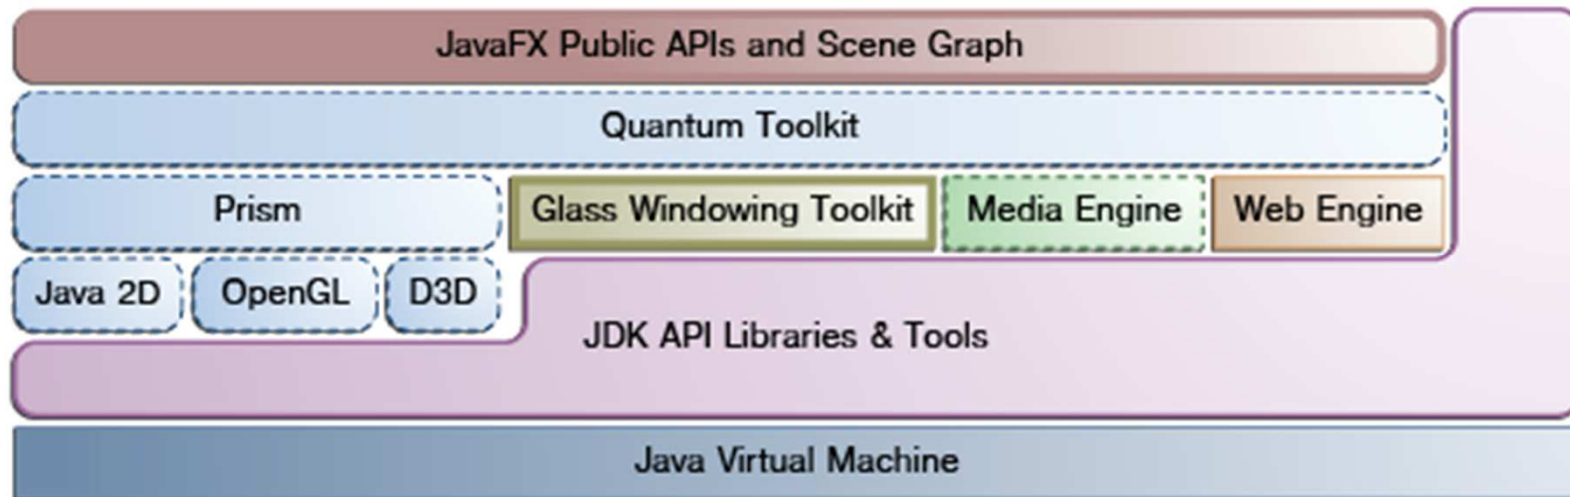 JavaFX Public APIs and Scene Graph
Quantum Toolkit
Prism
Glass Windowing Toolkit
Media Engine
Web Engine
Java 2D
OpenGL
D3D
JDK API Libraries & Tools
Java Virtual Machine